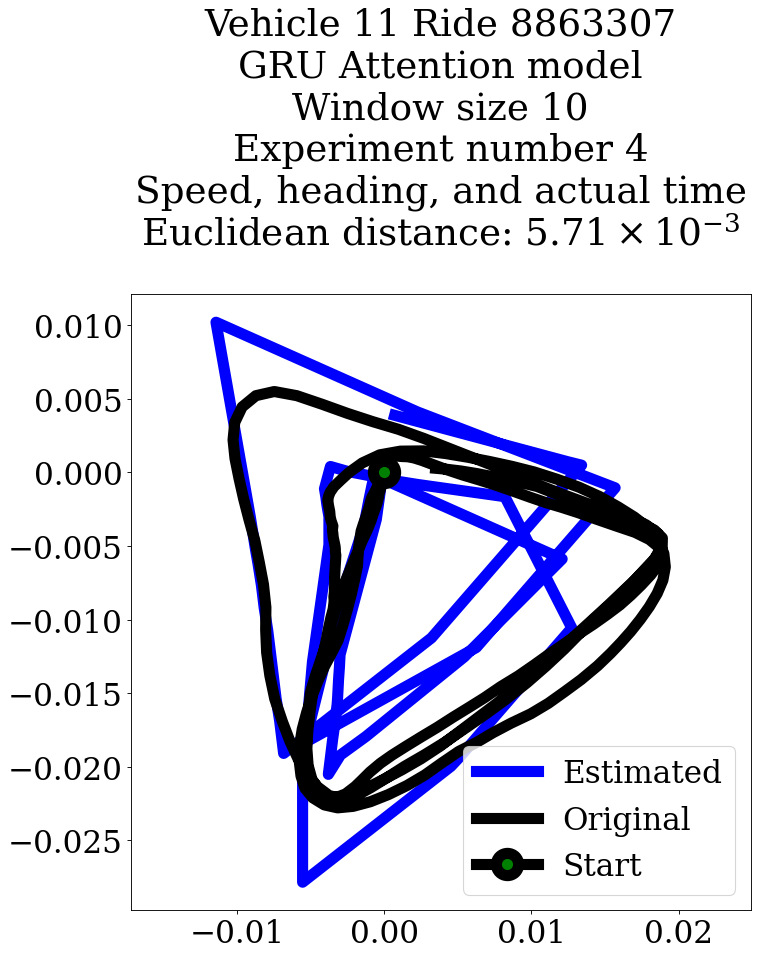 Vehicle 11 Ride 8863307
GRU Attention model
Window size 10
Experiment number 4
Speed, heading, and actual time
Euclidean distance: 5.71 × 10⁻³
0.010
0.005
0.000
−0.005
−0.010
−0.015
−0.020
−0.025
Estimated
Original
Start
−0.01 0.00 0.01 0.02